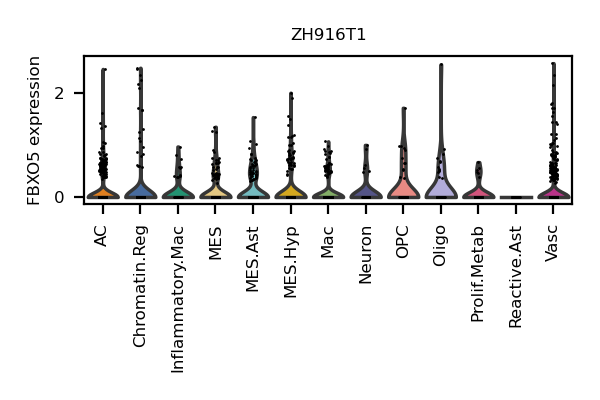 ZH916T1
FBXO5 expression
2
0
AC
Chromatin.Reg
Inflammatory.Mac
MES
MES.Ast
MES.Hyp
Mac
Neuron
OPC
Oligo
Prolif.Metab
Reactive.Ast
Vasc